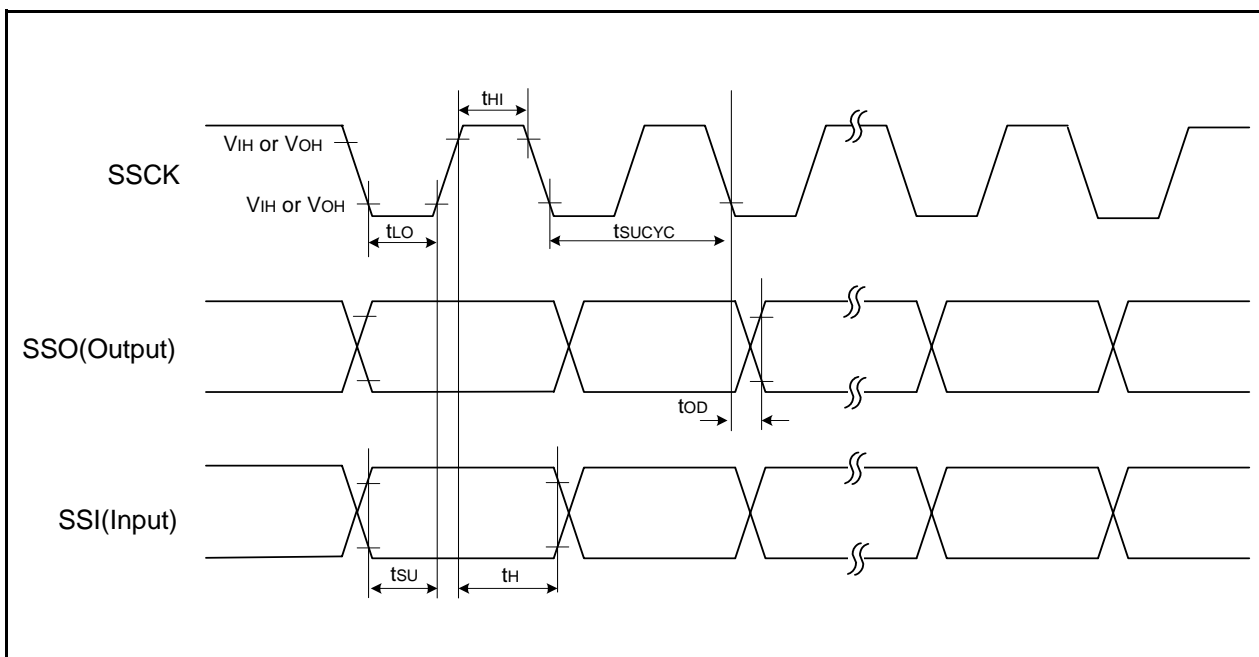 tHI
VIH or VOH
SSCK
VIH or VOH
tLO
tSUCYC
SSO(Output)
tOD
SSI(Input)
tSU
tH